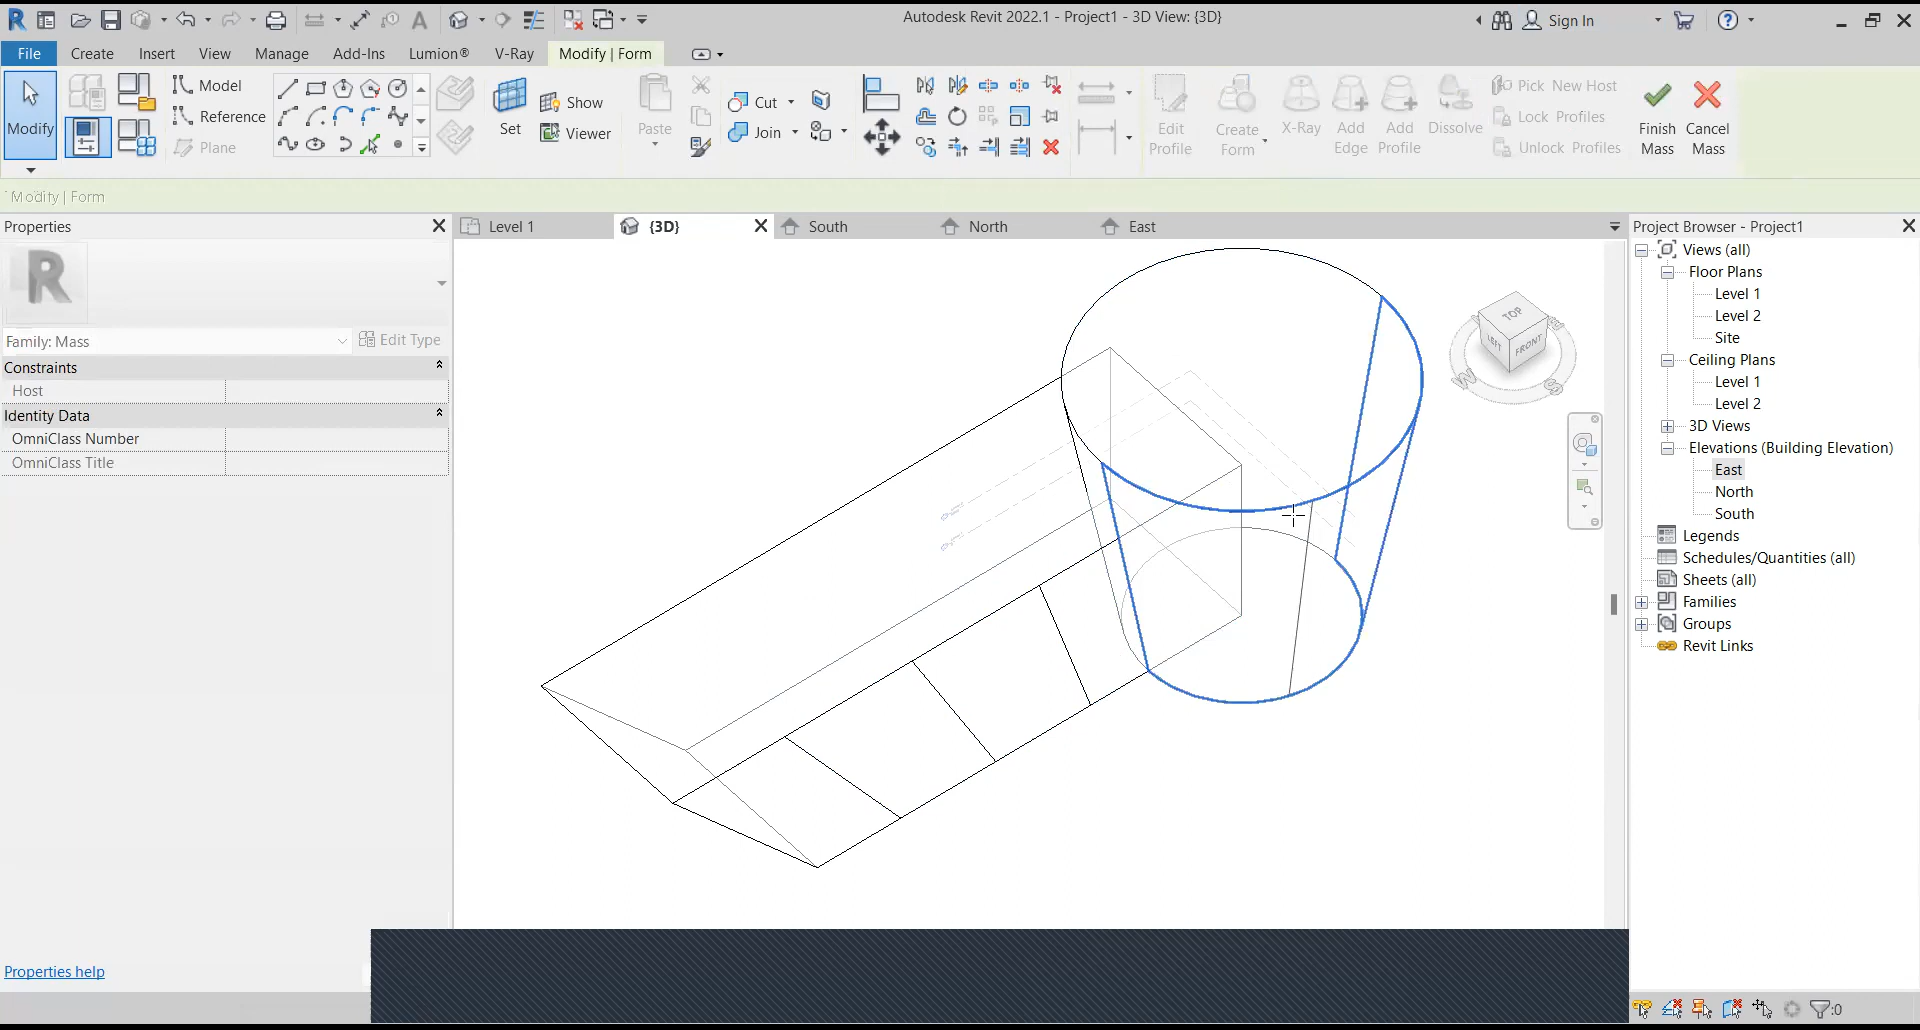 Autodesk Revit 2022.1 - Project1 - 3D View: {3D}
Sign In
File
Create
Insert
View
Manage
Add-Ins
Lumion®
V-Ray
Modify | Form
Modify
Model
Reference
Plane
Set
Show
Viewer
Paste
Cut
Join
Edit Profile
Create Form
X-Ray
Add Edge
Add Profile
Dissolve
Pick New Host
Lock Profiles
Unlock Profiles
Finish Mass
Cancel Mass
Modify | Form
Properties
Level 1
{3D}
South
North
East
Project Browser - Project1
R
Family: Mass
Edit Type
Constraints
Host
Identity Data
OmniClass Number
OmniClass Title
Properties help
TOP
LEFT
FRONT
W
S
Views (all)
Floor Plans
Level 1
Level 2
Site
Ceiling Plans
Level 1
Level 2
3D Views
Elevations (Building Elevation)
East
North
South
Legends
Schedules/Quantities (all)
Sheets (all)
Families
Groups
Revit Links
:0